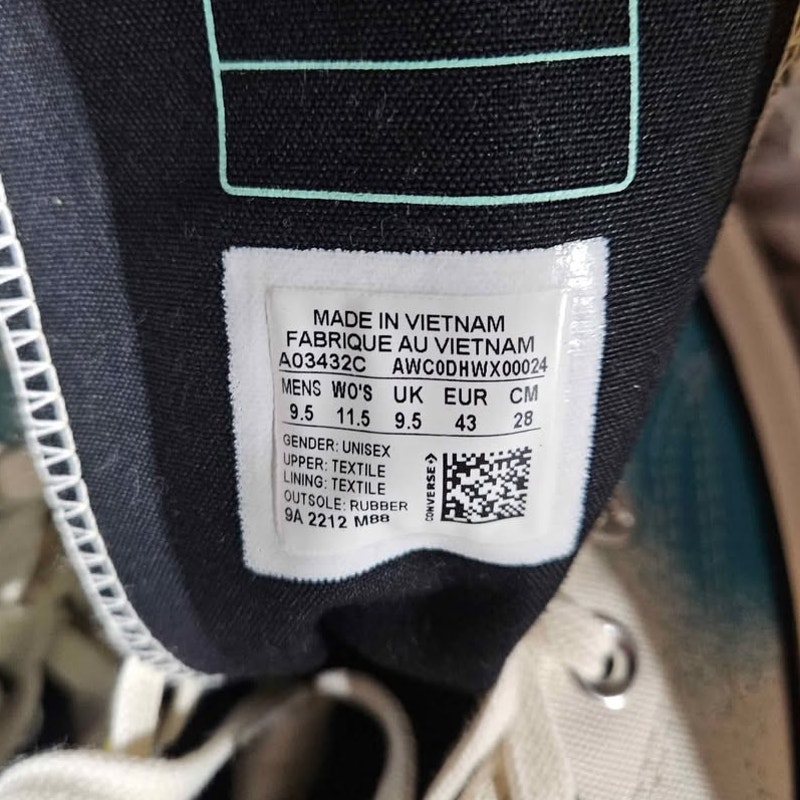 MADE IN VIETNAM
FABRIQUE AU VIETNAM
A03432C AWC0DHWX00024
MENS WO'S UK EUR CM
9.5 11.5 9.5 43 28
GENDER: UNISEX
UPPER: TEXTILE
LINING: TEXTILE
OUTSOLE: RUBBER
9A 2212 M88
CONVERSE